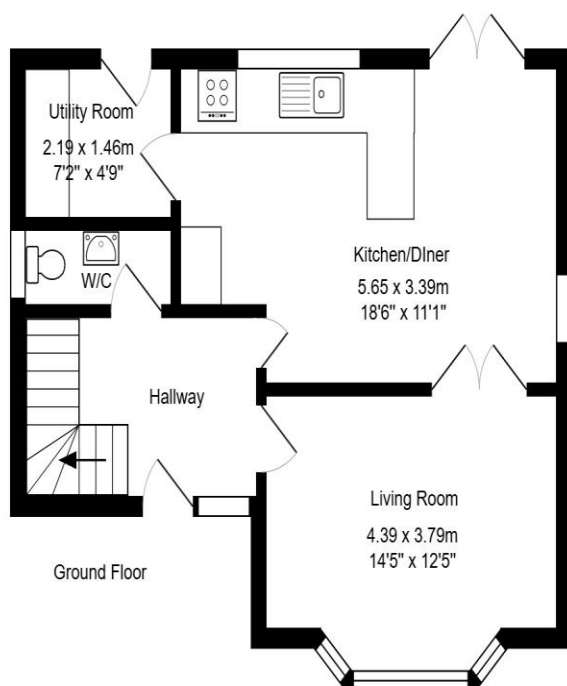 Utility Room
2.19 x 1.46m
7'2" x 4'9"
W/C
Kitchen/DIner
5.65 x 3.39m
18'6" x 11'1"
Hallway
Living Room
4.39 x 3.79m
14'5" x 12'5"
Ground Floor